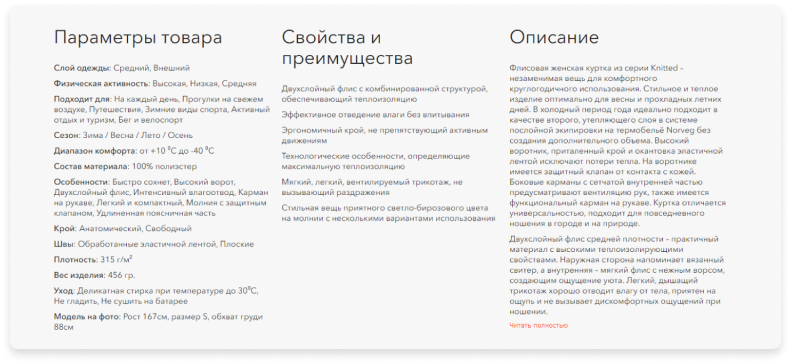 Параметры товара
Слой одежды: Средний, Внешний
Физическая активность: Высокая, Низкая, Средняя
Подходит для: На каждый день, Прогулки на свежем
воздухе, Путешествия, Зимние виды спорта, Активный
отдых и туризм, Бег и велоспорт
Сезон: Зима / Весна / Лето / Осень
Диапазон комфорта: от +10 ⁰С до -40 ⁰С
Состав материала: 100% полиэстер
Особенности: Быстро сохнет, Высокий ворот,
Двухслойный флис, Интенсивный влагоотвод, Карман
на рукаве, Легкий и компактный, Молния с защитным
клапаном, Удлиненная поясничная часть
Крой: Анатомический, Свободный
Швы: Обработанные эластичной лентой, Плоские
Плотность: 315 г/м²
Вес изделия: 456 гр.
Уход: Деликатная стирка при температуре до 30⁰С,
Не гладить, Не сушить на батарее
Модель на фото: Рост 167см, размер S, обхват груди
88см
Свойства и
преимущества
Двухслойный флис с комбинированной структурой,
обеспечивающий теплоизоляцию
Эффективное отведение влаги без впитывания
Эргономичный крой, не препятствующий активным
движениям
Технологические особенности, определяющие
максимальную теплоизоляцию
Мягкий, легкий, вентилируемый трикотаж, не
вызывающий раздражения
Стильная вещь приятного светло-бирозового цвета
на молнии с несколькими вариантами использования
Описание
Флисовая женская куртка из серии Knitted –
незаменимая вещь для комфортного
круглогодичного использования. Стильное и теплое
изделие оптимально для весны и прохладных летних
дней. В холодный период года идеально подходит в
качестве второго, утепляющего слоя в системе
послойной экипировки на термобельё Norveg без
создания дополнительного объема. Высокий
воротник, приталенный крой и окантовка эластичной
лентой исключают потери тепла. На воротнике
имеется защитный клапан от контакта с кожей.
Боковые карманы с сетчатой внутренней частью
предусматривают вентиляцию рук, также имеется
функциональный карман на рукаве. Куртка отличается
универсальностью, подходит для повседневного
ношения в городе и на природе.
Двухслойный флис средней плотности – практичный
материал с высокими теплоизолирующими
свойствами. Наружная сторона напоминает вязанный
свитер, а внутренняя – мягкий флис с нежным ворсом,
создающим ощущение уюта. Легкий, дышащий
трикотаж хорошо отводит влагу от тела, приятен на
ощупь и не вызывает дискомфортных ощущений при
ношении.
Читать полностью